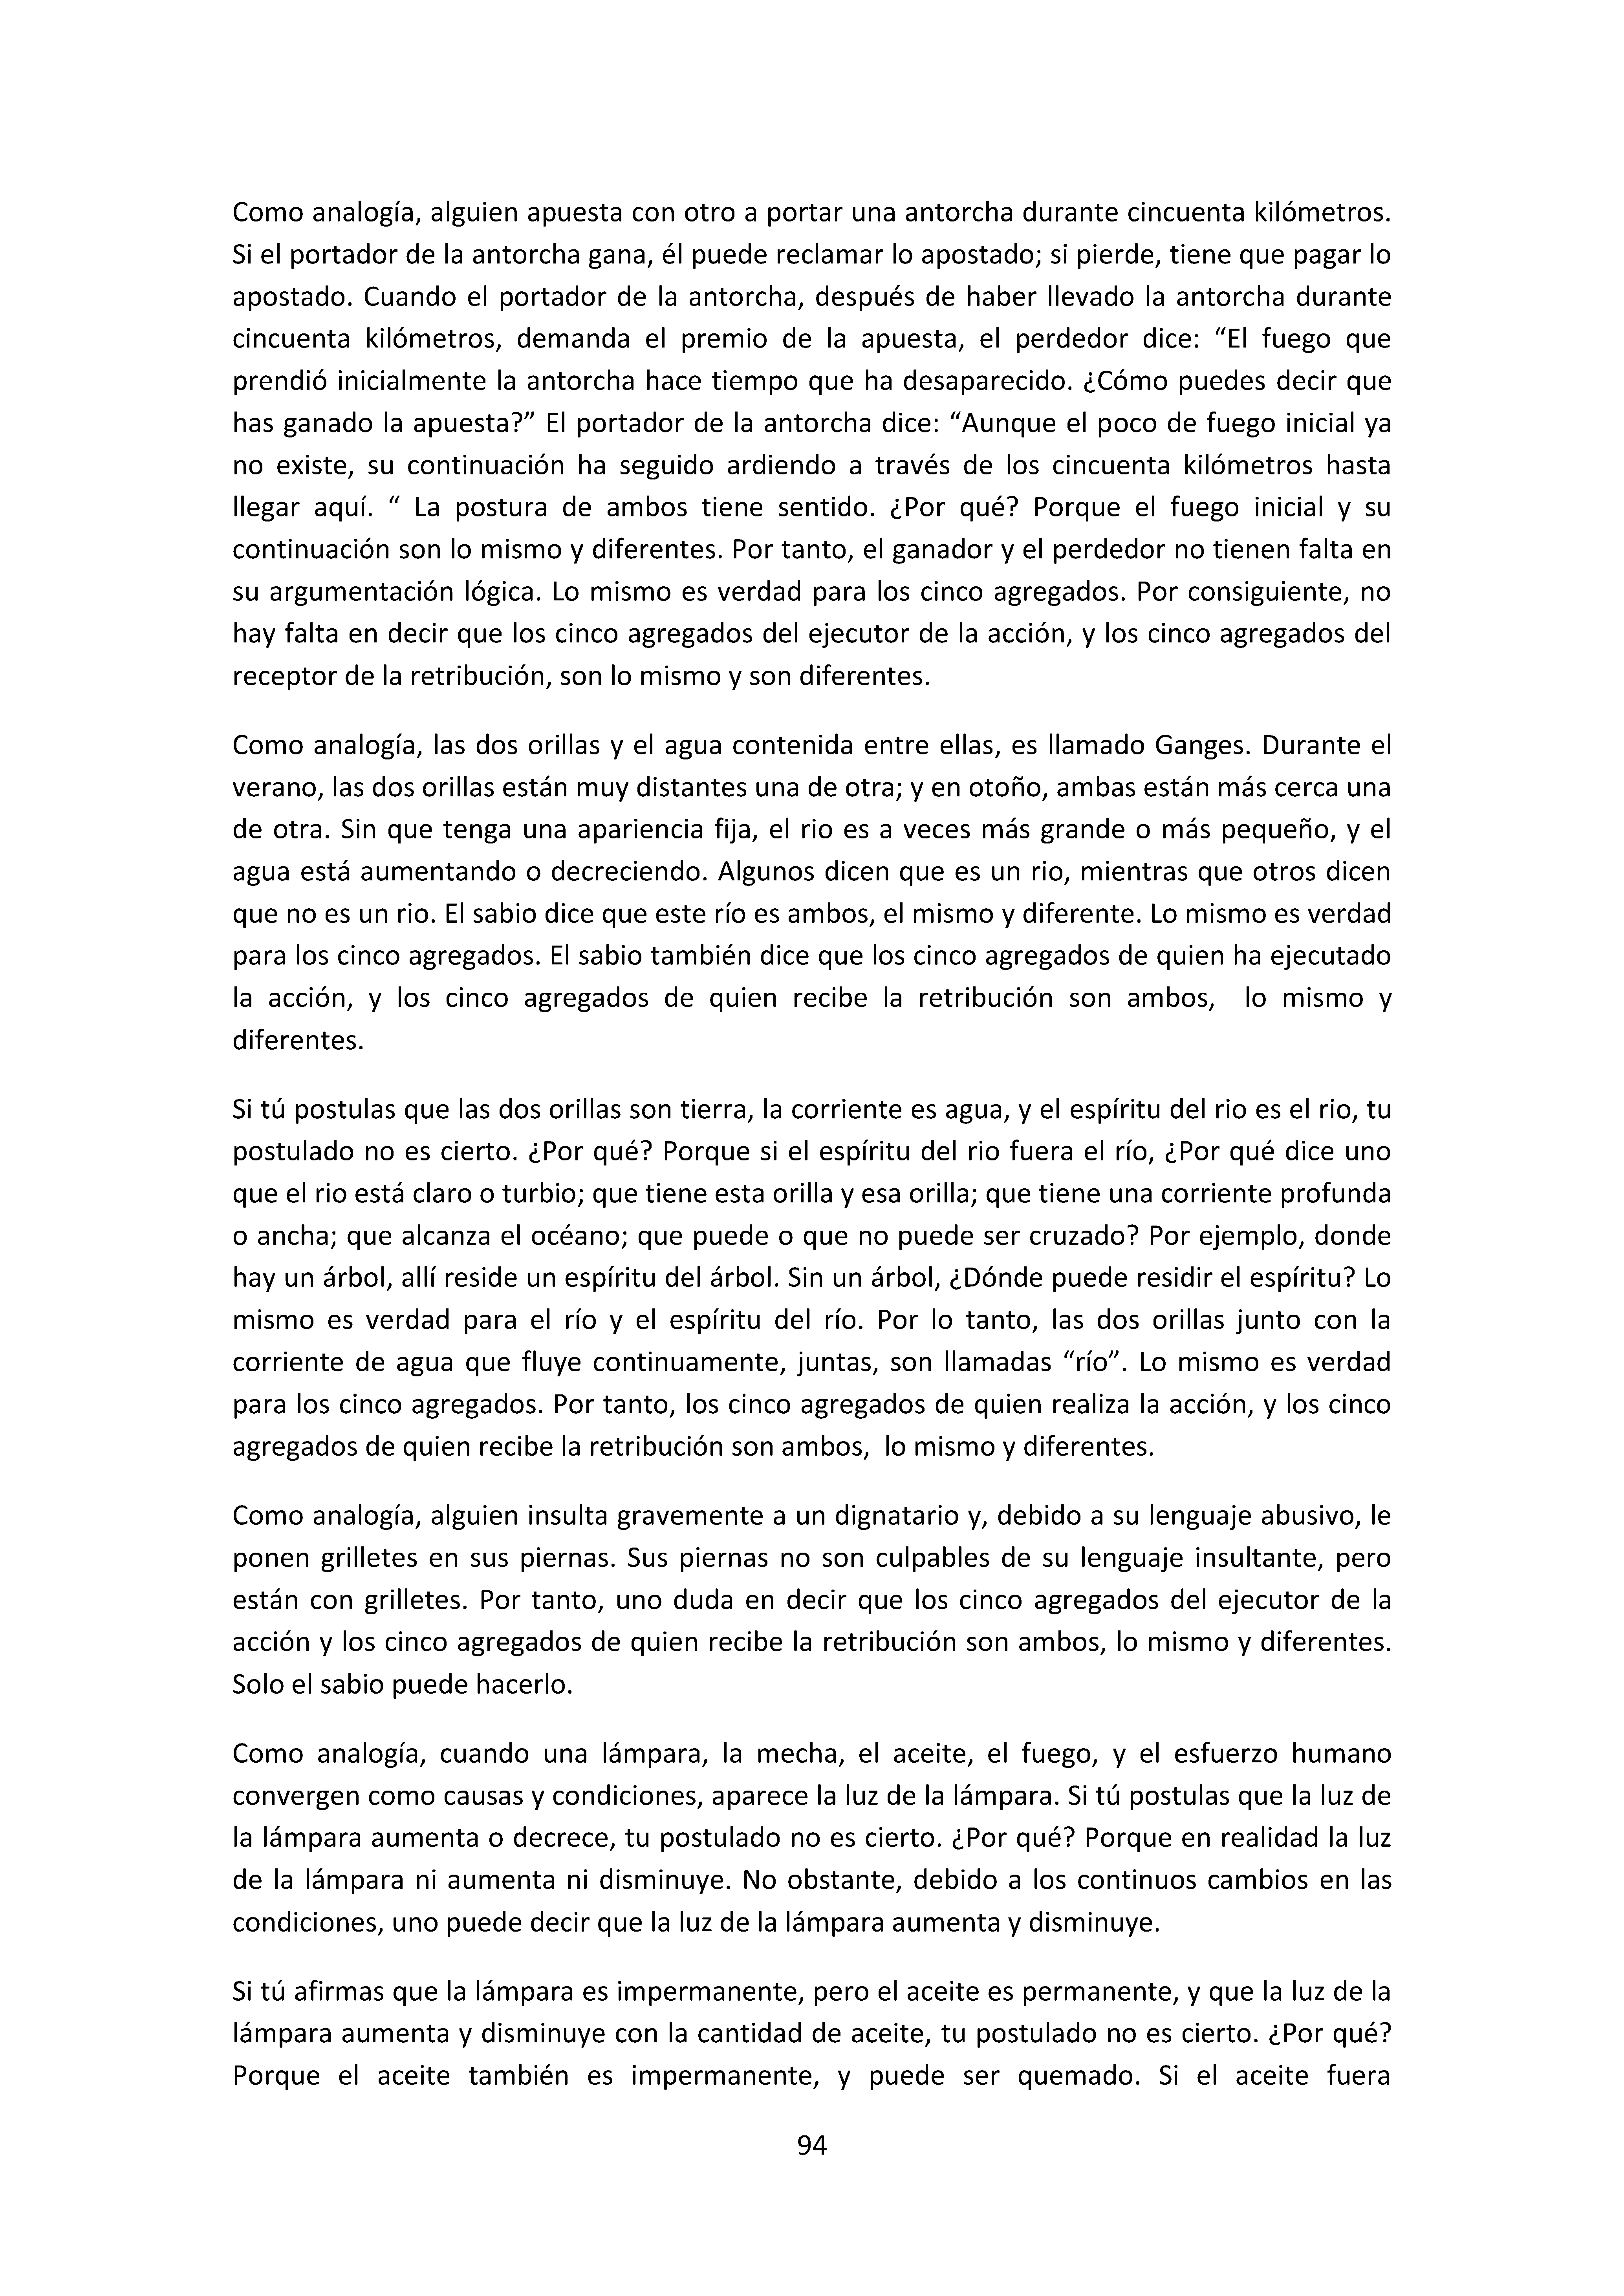 Como analogía, alguien apuesta con otro a portar una antorcha durante cincuenta kilómetros.
Si el portador de la antorcha gana, él puede reclamar lo apostado; si pierde, tiene que pagar lo
apostado. Cuando el portador de la antorcha, después de haber llevado la antorcha durante
cincuenta kilómetros, demanda el premio de la apuesta, el perdedor dice: “El fuego que
prendió inicialmente la antorcha hace tiempo que ha desaparecido. ¿Cómo puedes decir que
has ganado la apuesta?” El portador de la antorcha dice: “Aunque el poco de fuego inicial ya
no existe, su continuación ha seguido ardiendo a través de los cincuenta kilómetros hasta
llegar aquí. “ La postura de ambos tiene sentido. ¿Por qué? Porque el fuego inicial y su
continuación son lo mismo y diferentes. Por tanto, el ganador y el perdedor no tienen falta en
su argumentación lógica. Lo mismo es verdad para los cinco agregados. Por consiguiente, no
hay falta en decir que los cinco agregados del ejecutor de la acción, y los cinco agregados del
receptor de la retribución, son lo mismo y son diferentes.
Como analogía, las dos orillas y el agua contenida entre ellas, es llamado Ganges. Durante el
verano, las dos orillas están muy distantes una de otra; y en otoño, ambas están más cerca una
de otra. Sin que tenga una apariencia fija, el rio es a veces más grande o más pequeño, y el
agua está aumentando o decreciendo. Algunos dicen que es un rio, mientras que otros dicen
que no es un rio. El sabio dice que este río es ambos, el mismo y diferente. Lo mismo es verdad
para los cinco agregados. El sabio también dice que los cinco agregados de quien ha ejecutado
la acción, y los cinco agregados de quien recibe la retribución son ambos, lo mismo y
diferentes.
Si tú postulas que las dos orillas son tierra, la corriente es agua, y el espíritu del rio es el rio, tu
postulado no es cierto. ¿Por qué? Porque si el espíritu del rio fuera el río, ¿Por qué dice uno
que el rio está claro o turbio; que tiene esta orilla y esa orilla; que tiene una corriente profunda
o ancha; que alcanza el océano; que puede o que no puede ser cruzado? Por ejemplo, donde
hay un árbol, allí reside un espíritu del árbol. Sin un árbol, ¿Dónde puede residir el espíritu? Lo
mismo es verdad para el río y el espíritu del río. Por lo tanto, las dos orillas junto con la
corriente de agua que fluye continuamente, juntas, son llamadas “río”. Lo mismo es verdad
para los cinco agregados. Por tanto, los cinco agregados de quien realiza la acción, y los cinco
agregados de quien recibe la retribución son ambos, lo mismo y diferentes.
Como analogía, alguien insulta gravemente a un dignatario y, debido a su lenguaje abusivo, le
ponen grilletes en sus piernas. Sus piernas no son culpables de su lenguaje insultante, pero
están con grilletes. Por tanto, uno duda en decir que los cinco agregados del ejecutor de la
acción y los cinco agregados de quien recibe la retribución son ambos, lo mismo y diferentes.
Solo el sabio puede hacerlo.
Como analogía, cuando una lámpara, la mecha, el aceite, el fuego, y el esfuerzo humano
convergen como causas y condiciones, aparece la luz de la lámpara. Si tú postulas que la luz de
la lámpara aumenta o decrece, tu postulado no es cierto. ¿Por qué? Porque en realidad la luz
de la lámpara ni aumenta ni disminuye. No obstante, debido a los continuos cambios en las
condiciones, uno puede decir que la luz de la lámpara aumenta y disminuye.
Si tú afirmas que la lámpara es impermanente, pero el aceite es permanente, y que la luz de la
lámpara aumenta y disminuye con la cantidad de aceite, tu postulado no es cierto. ¿Por qué?
Porque el aceite también es impermanente, y puede ser quemado. Si el aceite fuera
94